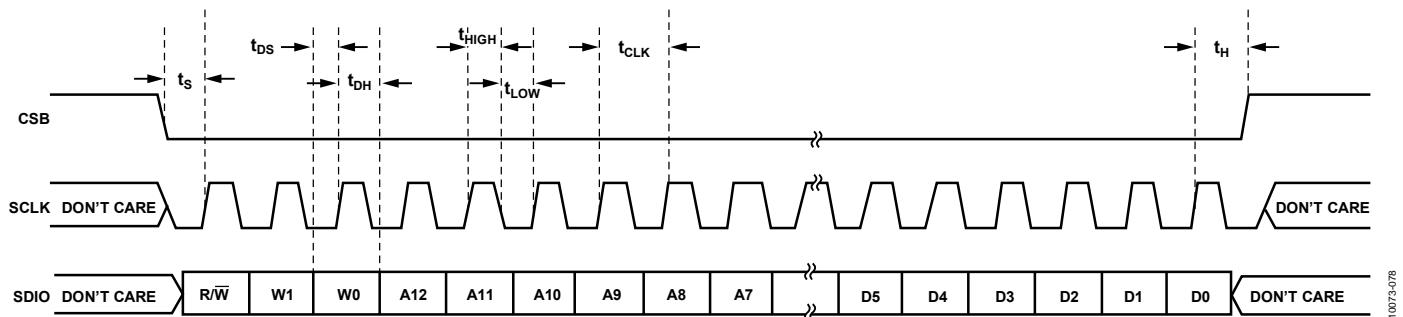 tDS
tHIGH
tCLK
tH
tS
tDH
tLOW
CSB
SCLK DON'T CARE
DON'T CARE
SDIO DON'T CARE R/W̅ W1 W0 A12 A11 A10 A9 A8 A7 D5 D4 D3 D2 D1 D0 DON'T CARE
10073-078